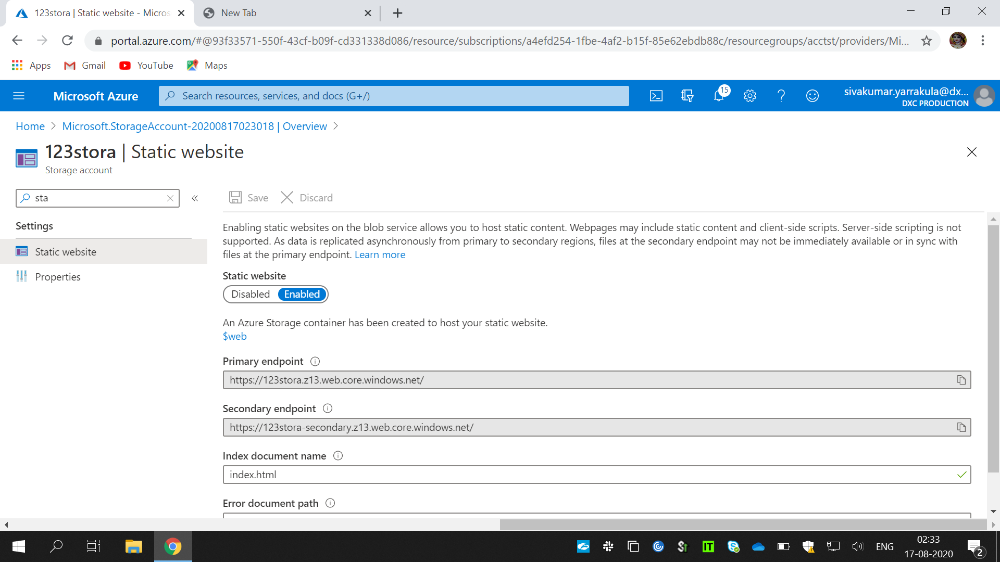 123stora | Static website - Micros
New Tab
portal.azure.com/#@93f33571-550f-43cf-b09f-cd331338d086/resource/subscriptions/a4efd254-1fbe-4af2-b15f-85e62ebdb88c/resourcegroups/acctst/providers/Mi...
Apps
Gmail
YouTube
Maps
Microsoft Azure
Search resources, services, and docs (G+/)
15
sivakumar.yarrakula@dx...
DXC PRODUCTION
Home > Microsoft.StorageAccount-20200817023018 | Overview >
123stora | Static website
Storage account
sta
Save
Discard
Settings
Static website
Properties
Enabling static websites on the blob service allows you to host static content. Webpages may include static content and client-side scripts. Server-side scripting is not
supported. As data is replicated asynchronously from primary to secondary regions, files at the secondary endpoint may not be immediately available or in sync with
files at the primary endpoint. Learn more
Static website
Disabled Enabled
An Azure Storage container has been created to host your static website.
$web
Primary endpoint
https://123stora.z13.web.core.windows.net/
Secondary endpoint
https://123stora-secondary.z13.web.core.windows.net/
Index document name
index.html
Error document path
IT
ENG
02:33
17-08-2020
2